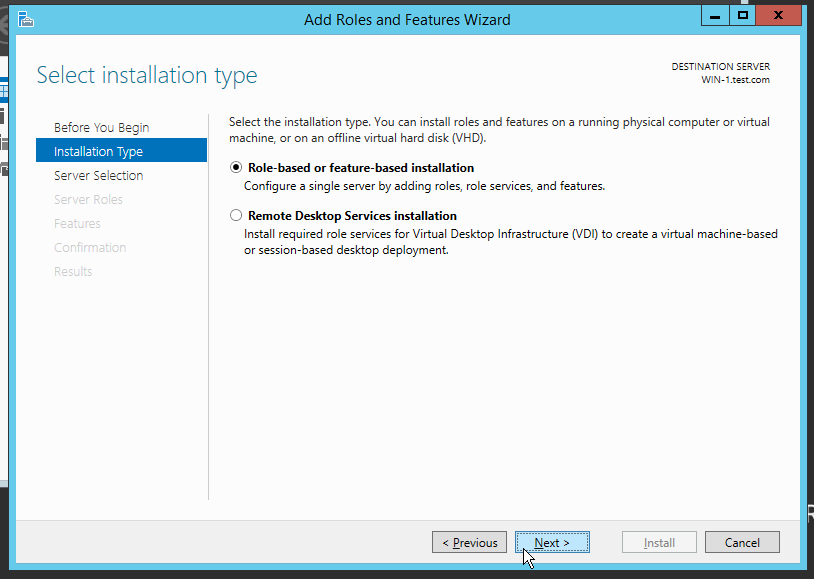 Add Roles and Features Wizard
Select installation type
DESTINATION SERVER
WIN-1.test.com
Before You Begin
Installation Type
Server Selection
Server Roles
Features
Confirmation
Results
Select the installation type. You can install roles and features on a running physical computer or virtual
machine, or on an offline virtual hard disk (VHD).
Role-based or feature-based installation
Configure a single server by adding roles, role services, and features.
Remote Desktop Services installation
Install required role services for Virtual Desktop Infrastructure (VDI) to create a virtual machine-based
or session-based desktop deployment.
< Previous
Next >
Install
Cancel